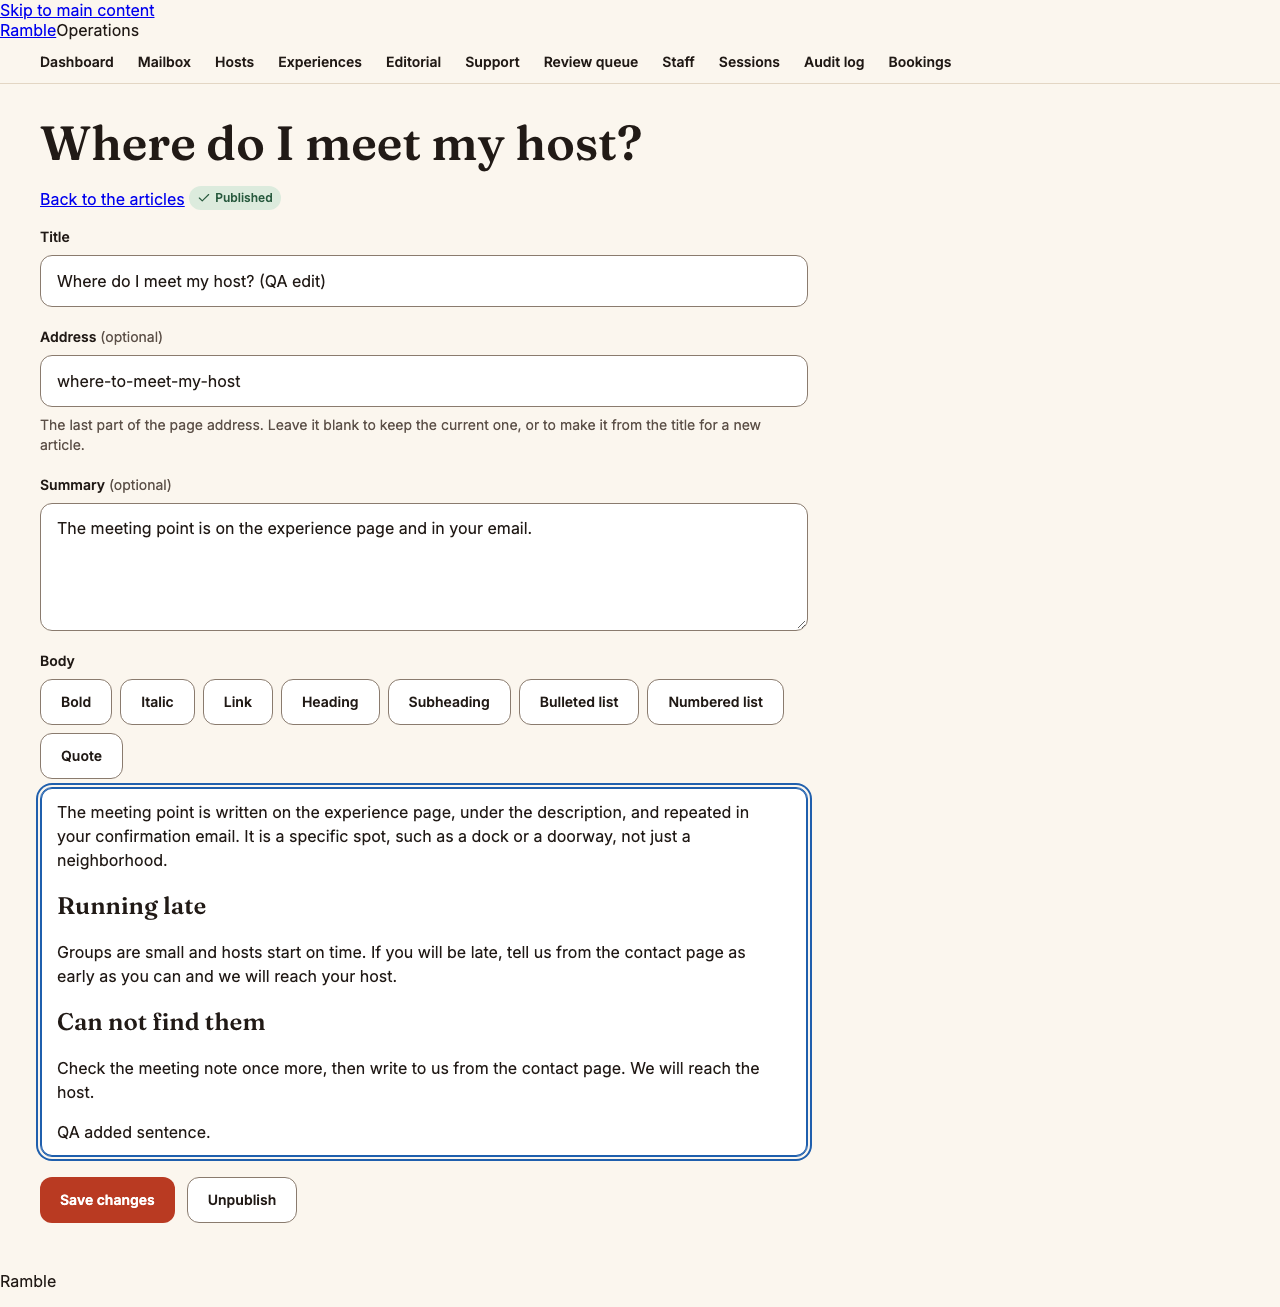 Skip to main content
RambleOperations
Dashboard Mailbox Hosts Experiences Editorial Support Review queue Staff Sessions Audit log Bookings
Where do I meet my host?
Back to the articles Published
Title
Where do I meet my host? (QA edit)
Address (optional)
where-to-meet-my-host
The last part of the page address. Leave it blank to keep the current one, or to make it from the title for a new
article.
Summary (optional)
The meeting point is on the experience page and in your email.
Body
Bold Italic Link Heading Subheading Bulleted list Numbered list
Quote
The meeting point is written on the experience page, under the description, and repeated in
your confirmation email. It is a specific spot, such as a dock or a doorway, not just a
neighborhood.
Running late
Groups are small and hosts start on time. If you will be late, tell us from the contact page as
early as you can and we will reach your host.
Can not find them
Check the meeting note once more, then write to us from the contact page. We will reach the
host.
QA added sentence.
Save changes Unpublish
Ramble